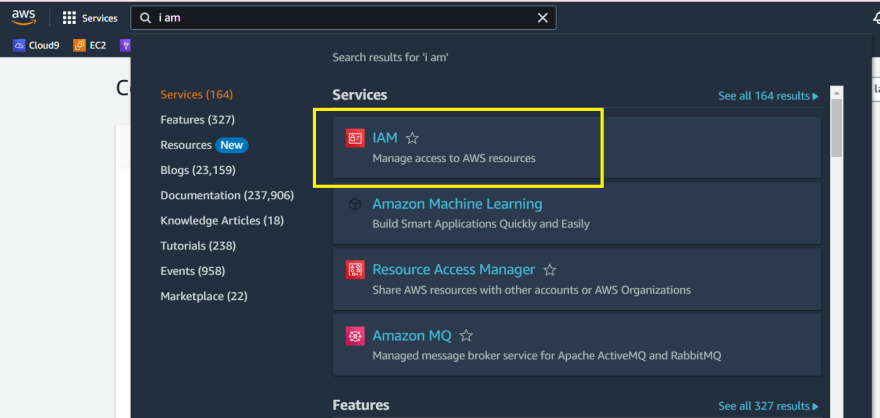 aws
Services
i am
Cloud9
EC2
Search results for 'i am'
Services (164)
Features (327)
Resources New
Blogs (23,159)
Documentation (237,906)
Knowledge Articles (18)
Tutorials (238)
Events (958)
Marketplace (22)
Services
See all 164 results
IAM
Manage access to AWS resources
Amazon Machine Learning
Build Smart Applications Quickly and Easily
Resource Access Manager
Share AWS resources with other accounts or AWS Organizations
Amazon MQ
Managed message broker service for Apache ActiveMQ and RabbitMQ
Features
See all 327 results